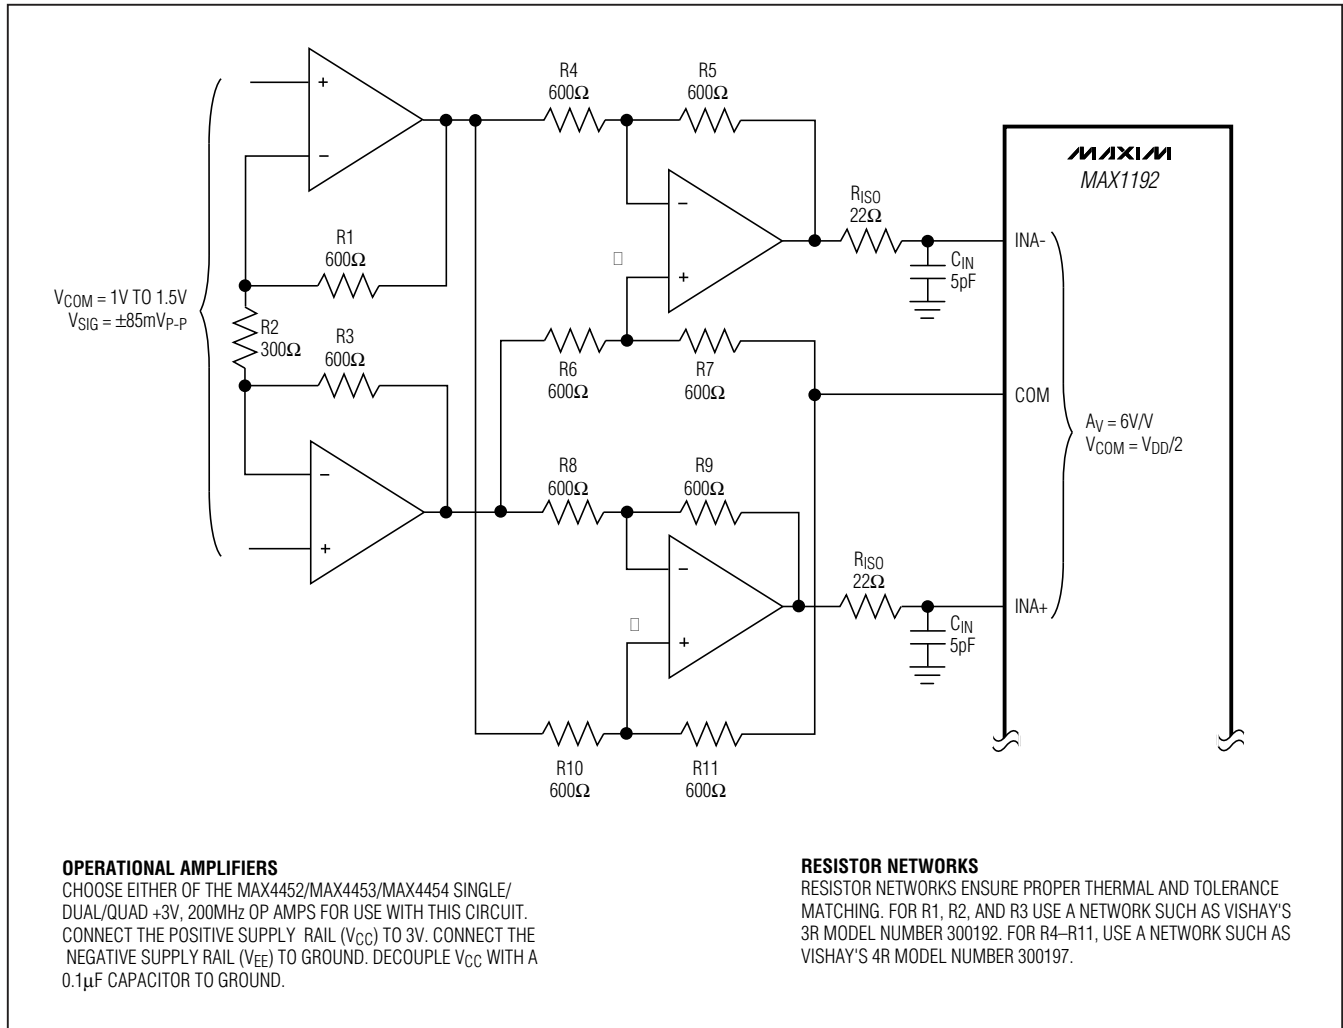 R4
600Ω
R5
600Ω
+
−
R1
600Ω
VCOM = 1V TO 1.5V
VSIG = ±85mVP-P
R2
300Ω
R3
600Ω
−
+
−
+
R6
600Ω
R7
600Ω
R8
600Ω
R9
600Ω
−
+
R10
600Ω
R11
600Ω
RISO
22Ω
CIN
5pF
RISO
22Ω
CIN
5pF
MAXIM
MAX1192
INA-
COM
AV = 6V/V
VCOM = VDD/2
INA+
OPERATIONAL AMPLIFIERS
CHOOSE EITHER OF THE MAX4452/MAX4453/MAX4454 SINGLE/
DUAL/QUAD +3V, 200MHz OP AMPS FOR USE WITH THIS CIRCUIT.
CONNECT THE POSITIVE SUPPLY RAIL (VCC) TO 3V. CONNECT THE
NEGATIVE SUPPLY RAIL (VEE) TO GROUND. DECOUPLE VCC WITH A
0.1µF CAPACITOR TO GROUND.
RESISTOR NETWORKS
RESISTOR NETWORKS ENSURE PROPER THERMAL AND TOLERANCE
MATCHING. FOR R1, R2, AND R3 USE A NETWORK SUCH AS VISHAY'S
3R MODEL NUMBER 300192. FOR R4–R11, USE A NETWORK SUCH AS
VISHAY'S 4R MODEL NUMBER 300197.